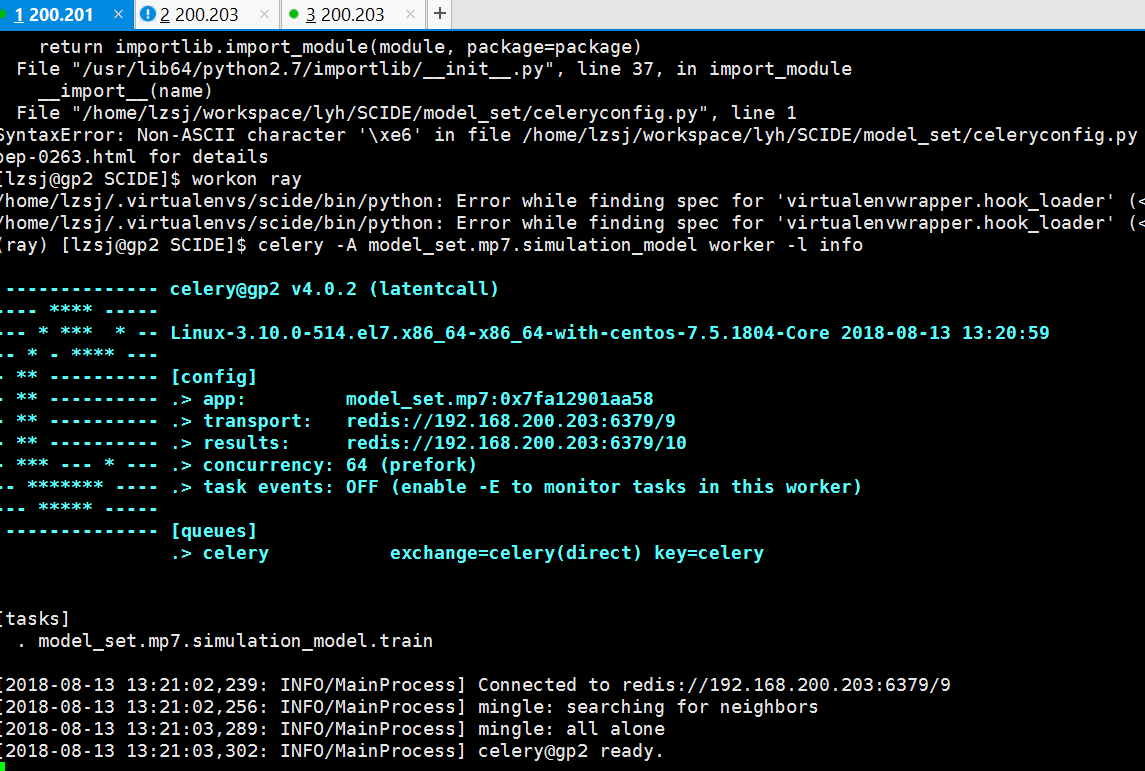 1 200.201 × 2 200.203 × 3 200.203 × +
return importlib.import_module(module, package=package)
File "/usr/lib64/python2.7/importlib/__init__.py", line 37, in import_module
__import__(name)
File "/home/lzsj/workspace/lyh/SCIDE/model_set/celeryconfig.py", line 1
SyntaxError: Non-ASCII character '\xe6' in file /home/lzsj/workspace/lyh/SCIDE/model_set/celeryconfig.py
pep-0263.html for details
[lzsj@gp2 SCIDE]$ workon ray
/home/lzsj/.virtualenvs/scide/bin/python: Error while finding spec for 'virtualenvwrapper.hook_loader' (<
/home/lzsj/.virtualenvs/scide/bin/python: Error while finding spec for 'virtualenvwrapper.hook_loader' (<
(ray) [lzsj@gp2 SCIDE]$ celery -A model_set.mp7.simulation_model worker -l info
-------------- celery@gp2 v4.0.2 (latentcall)
---- **** -----
--- * ***  * -- Linux-3.10.0-514.el7.x86_64-x86_64-with-centos-7.5.1804-Core 2018-08-13 13:20:59
-- * - **** ---
- ** ---------- [config]
- ** ---------- .> app:         model_set.mp7:0x7fa12901aa58
- ** ---------- .> transport:   redis://192.168.200.203:6379/9
- ** ---------- .> results:     redis://192.168.200.203:6379/10
- *** --- * --- .> concurrency: 64 (prefork)
-- ******* ---- .> task events: OFF (enable -E to monitor tasks in this worker)
--- ***** -----
-------------- [queues]
.> celery           exchange=celery(direct) key=celery
[tasks]
. model_set.mp7.simulation_model.train
[2018-08-13 13:21:02,239: INFO/MainProcess] Connected to redis://192.168.200.203:6379/9
[2018-08-13 13:21:02,256: INFO/MainProcess] mingle: searching for neighbors
[2018-08-13 13:21:03,289: INFO/MainProcess] mingle: all alone
[2018-08-13 13:21:03,302: INFO/MainProcess] celery@gp2 ready.